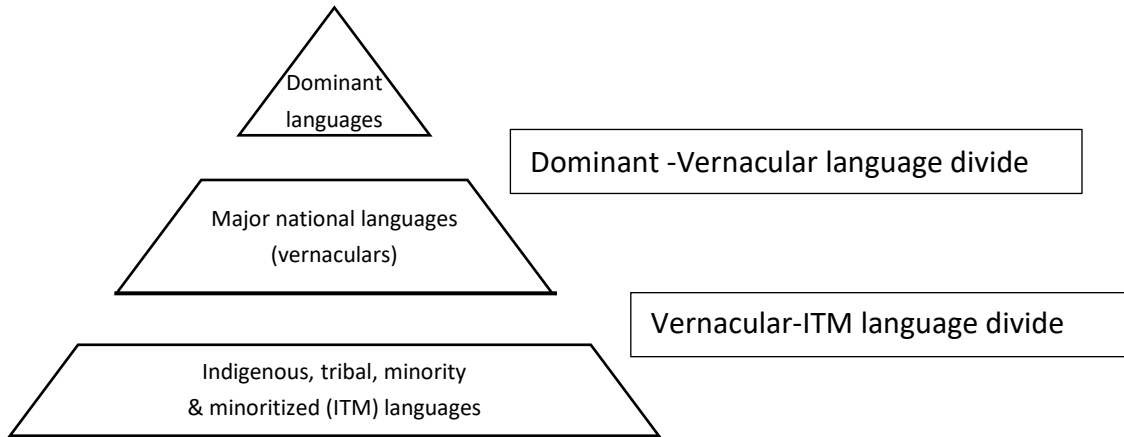 Dominant
languages
Dominant -Vernacular language divide
Major national languages
(vernaculars)
Vernacular-ITM language divide
Indigenous, tribal, minority
& minoritized (ITM) languages